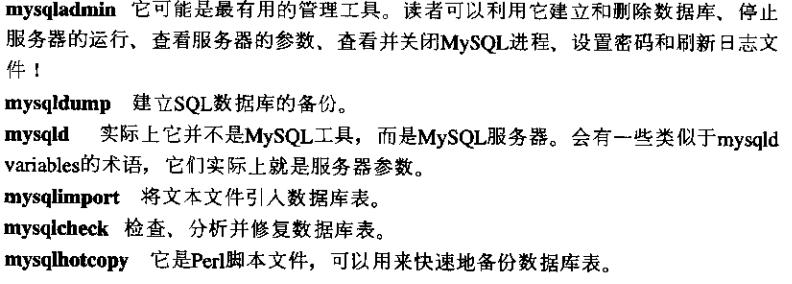 mysqladmin 它可能是最有用的管理工具。读者可以利用它建立和删除数据库、停止
服务器的运行、查看服务器的参数、查看并关闭MySQL进程、设置密码和刷新日志文
件！
mysqldump 建立SQL数据库的备份。
mysqld 实际上它并不是MySQL工具，而是MySQL服务器。会有一些类似于mysqld
variables的术语，它们实际上就是服务器参数。
mysqlimport 将文本文件引人数据库表。
mysqlcheck 检查、分析并修复数据库表。
mysqlhotcopy 它是Perl脚本文件，可以用来快速地备份数据库表。